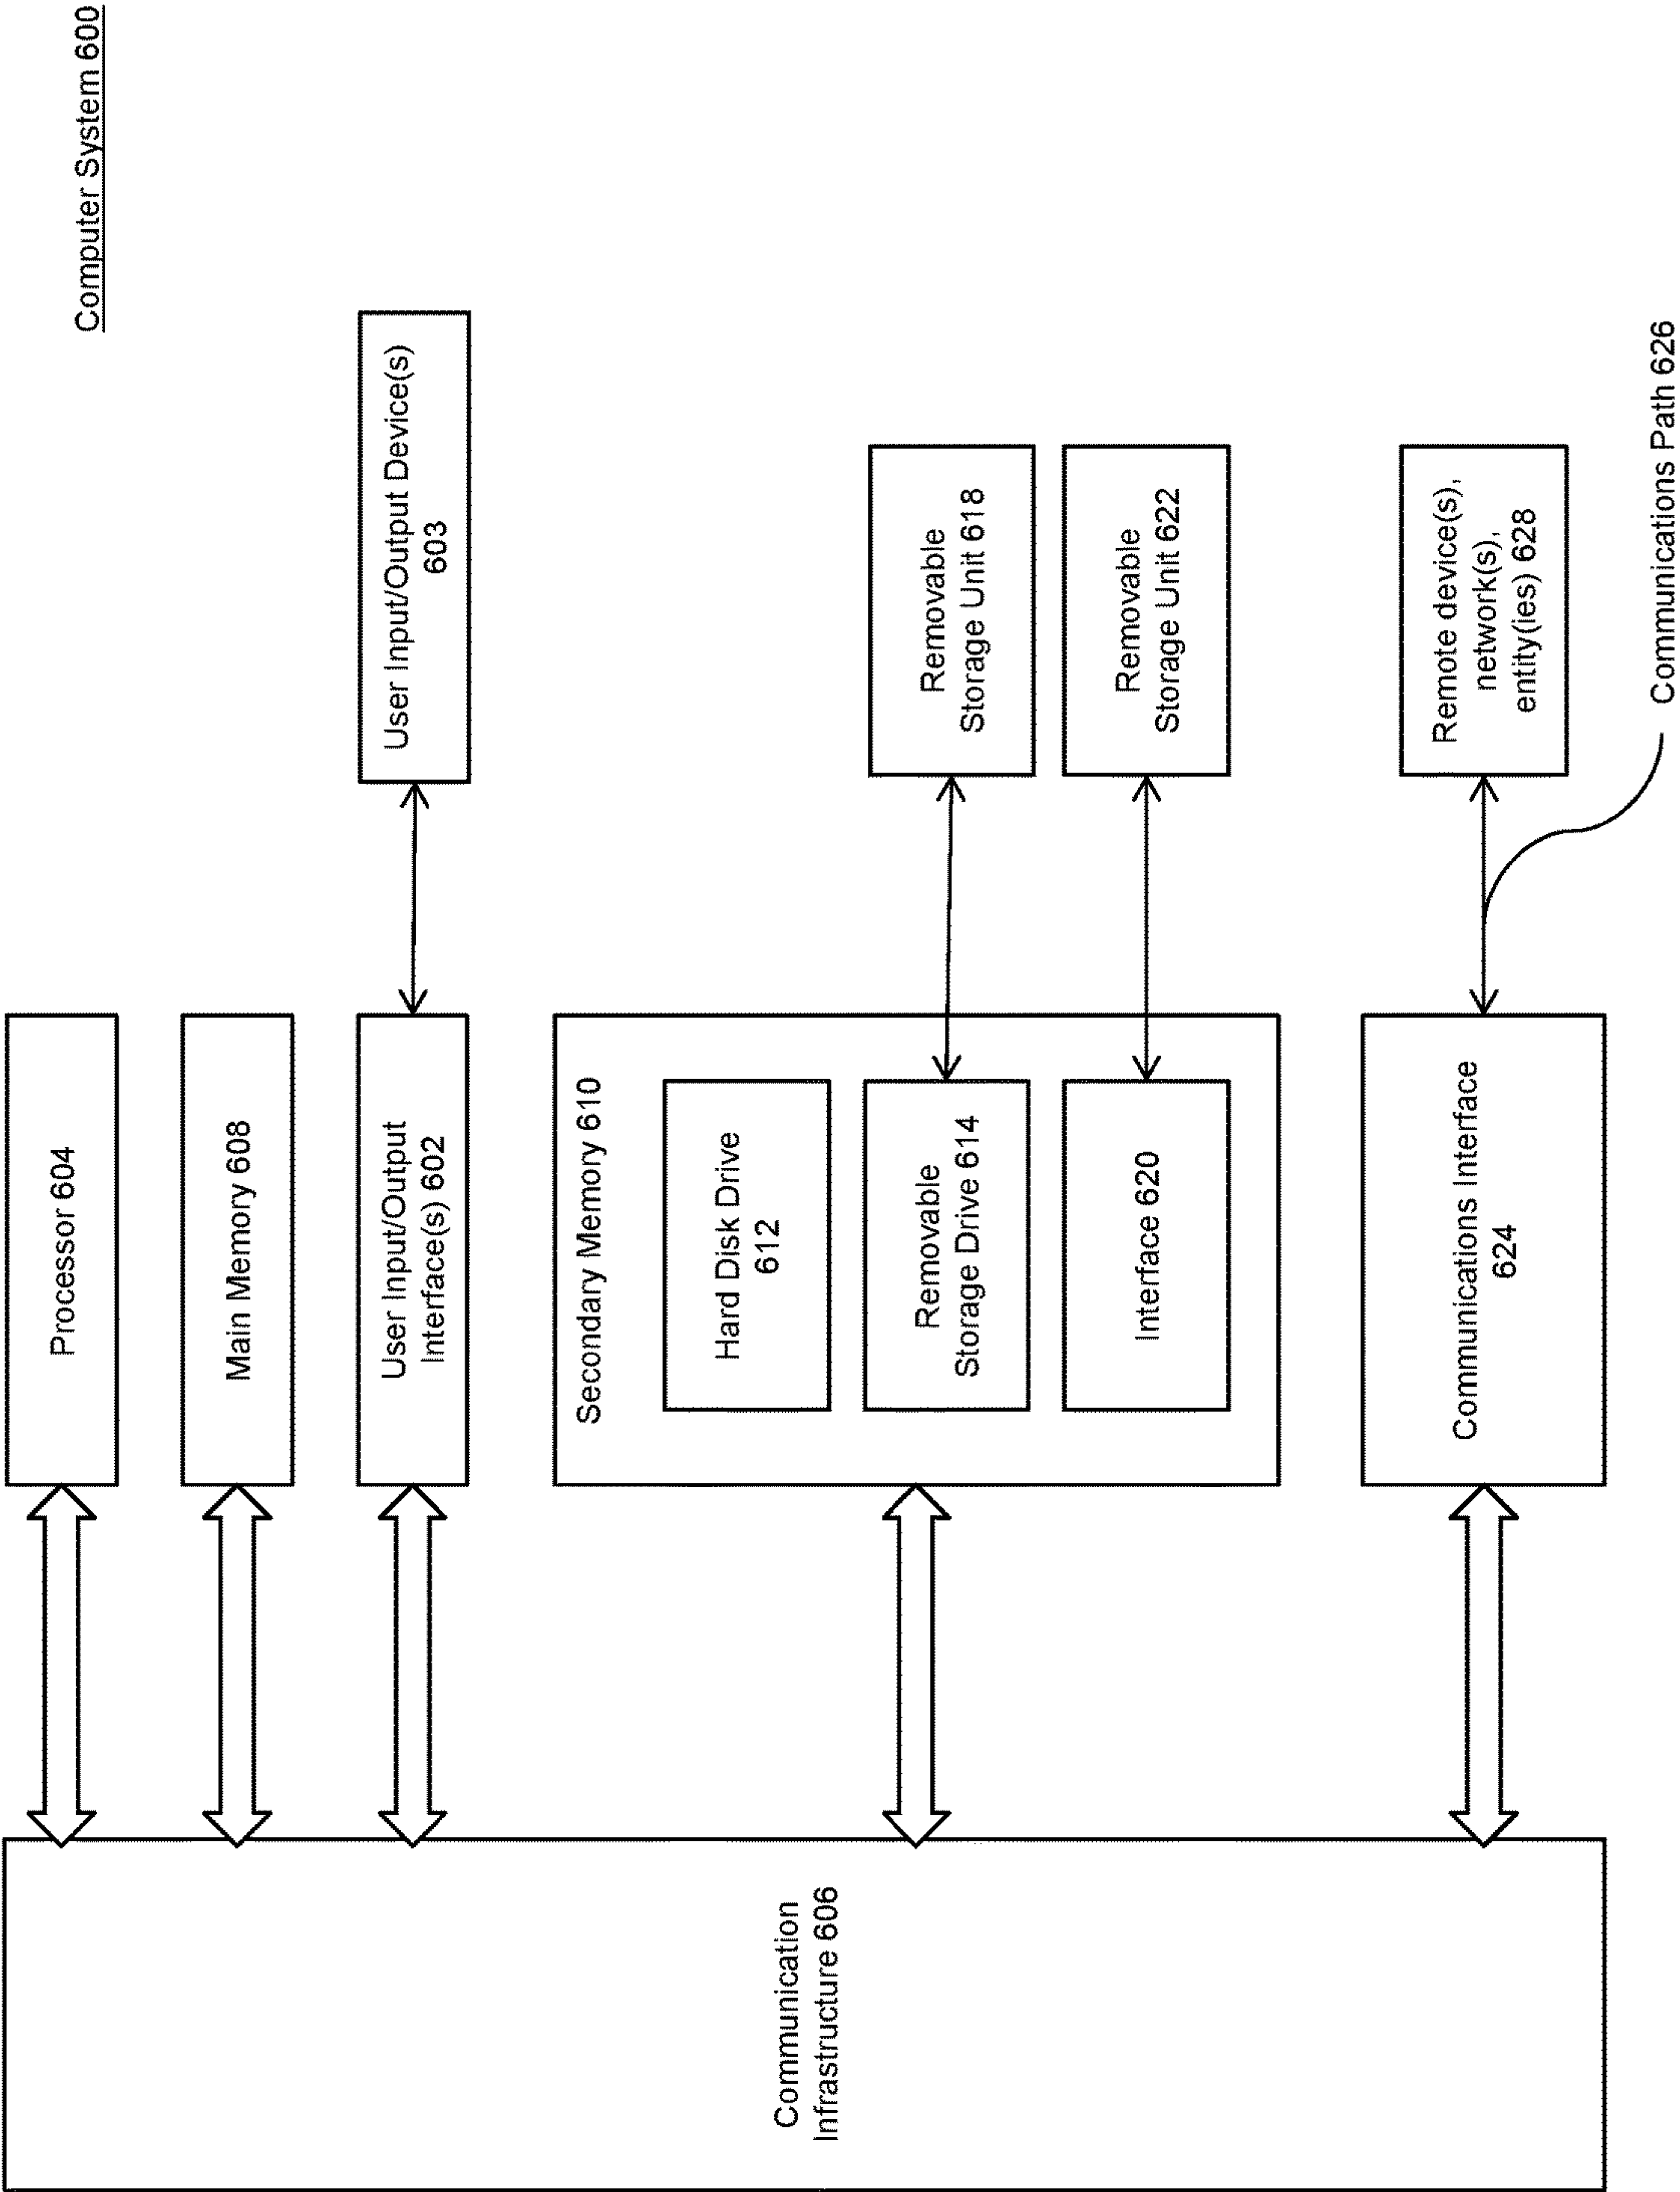 Computer System 600
Processor 604
Main Memory 608
User Input/Output
Interface(s) 602
User Input/Output Device(s)
603
Secondary Memory 610
Hard Disk Drive
612
Removable
Storage Drive 614
Removable
Storage Unit 618
Interface 620
Removable
Storage Unit 622
Communications Interface
624
Remote device(s),
network(s),
entity(ies) 628
Communications Path 626
Communication
Infrastructure 606